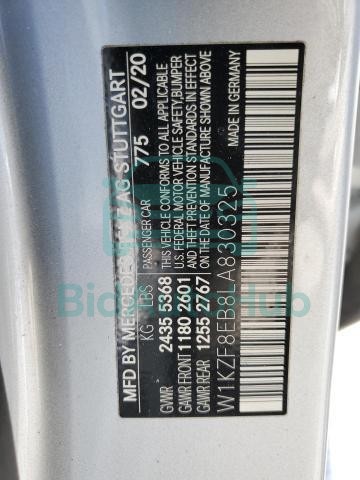 MFD BY MERCEDES-BENZ AG STUTTGART
775 02/20
KG LBS PASSENGER CAR
GVWR 2435 5368 THIS VEHICLE CONFORMS TO ALL APPLICABLE
GAWR FRONT 1180 2601 U.S. FEDERAL MOTOR VEHICLE SAFETY, BUMPER
GAWR REAR 1255 2767 AND THEFT PREVENTION STANDARDS IN EFFECT
ON THE DATE OF MANUFACTURE SHOWN ABOVE
W1KZF8EB8LA830325 MADE IN GERMANY